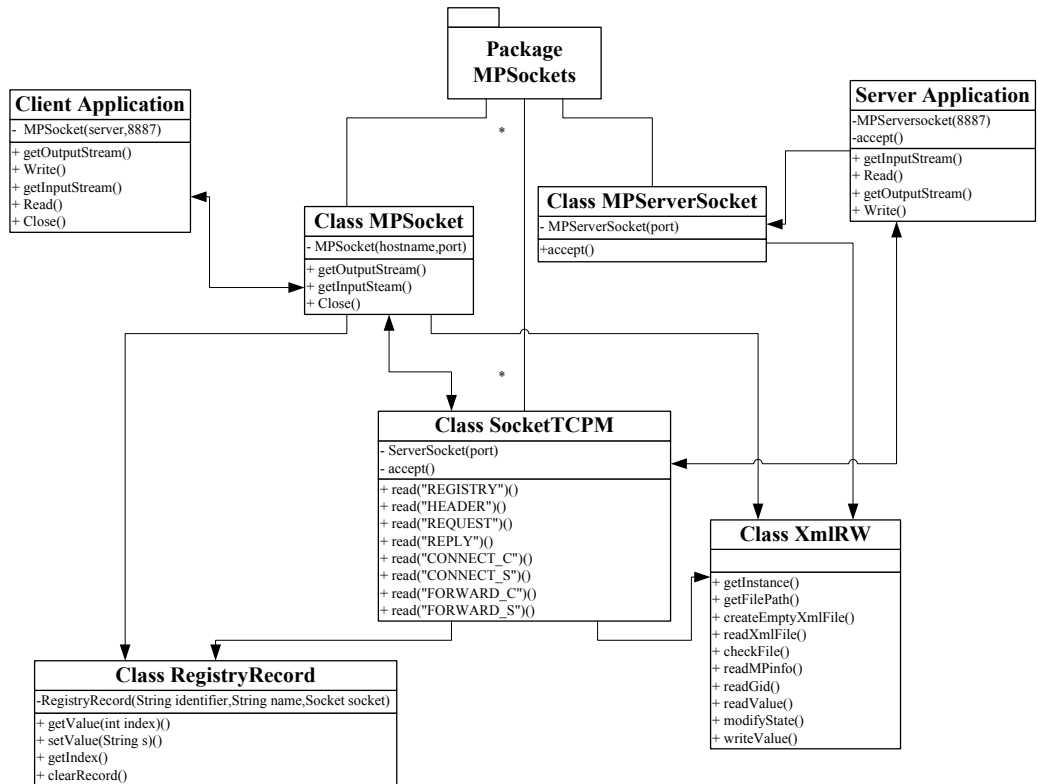 Package
MPSockets
Client Application
- MPSocket(server,8887)
+ getOutputStream()
+ Write()
+ getInputStream()
+ Read()
+ Close()
Server Application
-MPServersocket(8887)
-accept()
+ getInputStream()
+ Read()
+ getOutputStream()
+ Write()
*
Class MPSocket
- MPSocket(hostname,port)
+ getOutputStream()
+ getInputSteam()
+ Close()
Class MPServerSocket
- MPServerSocket(port)
+accept()
*
Class SocketTCPM
- ServerSocket(port)
- accept()
+ read("REGISTRY")()
+ read("HEADER")()
+ read("REQUEST")()
+ read("REPLY")()
+ read("CONNECT_C")()
+ read("CONNECT_S")()
+ read("FORWARD_C")()
+ read("FORWARD_S")()
Class XmlRW
+ getInstance()
+ getFilePath()
+ createEmptyXmlFile()
+ readXmlFile()
+ checkFile()
+ readMPinfo()
+ readGid()
+ readValue()
+ modifyState()
+ writeValue()
Class RegistryRecord
-RegistryRecord(String identifier,String name,Socket socket)
+ getValue(int index)()
+ setValue(String s)()
+ getIndex()
+ clearRecord()